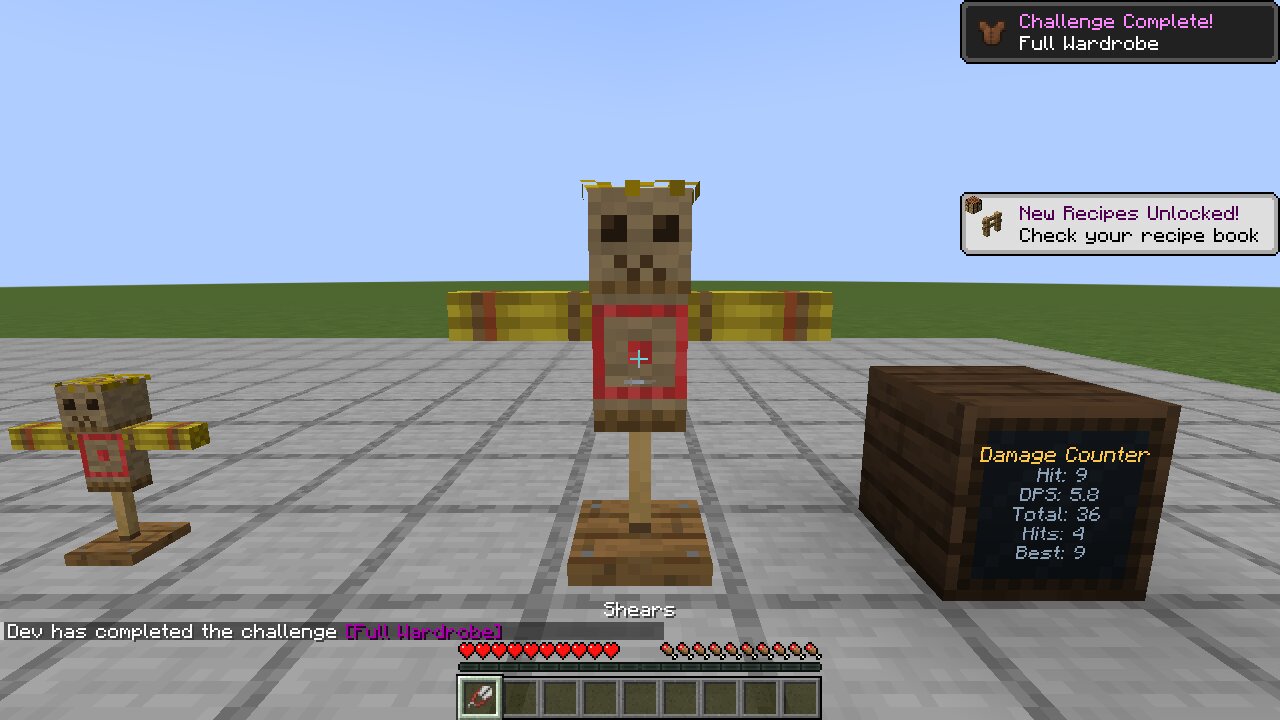 Challenge Complete!
Full Wardrobe
New Recipes Unlocked!
Check your recipe book
Damage Counter
Hit: 9
DPS: 5.8
Total: 36
Hits: 4
Best: 9
Shears
Dev has completed the challenge [Full Wardrobe]